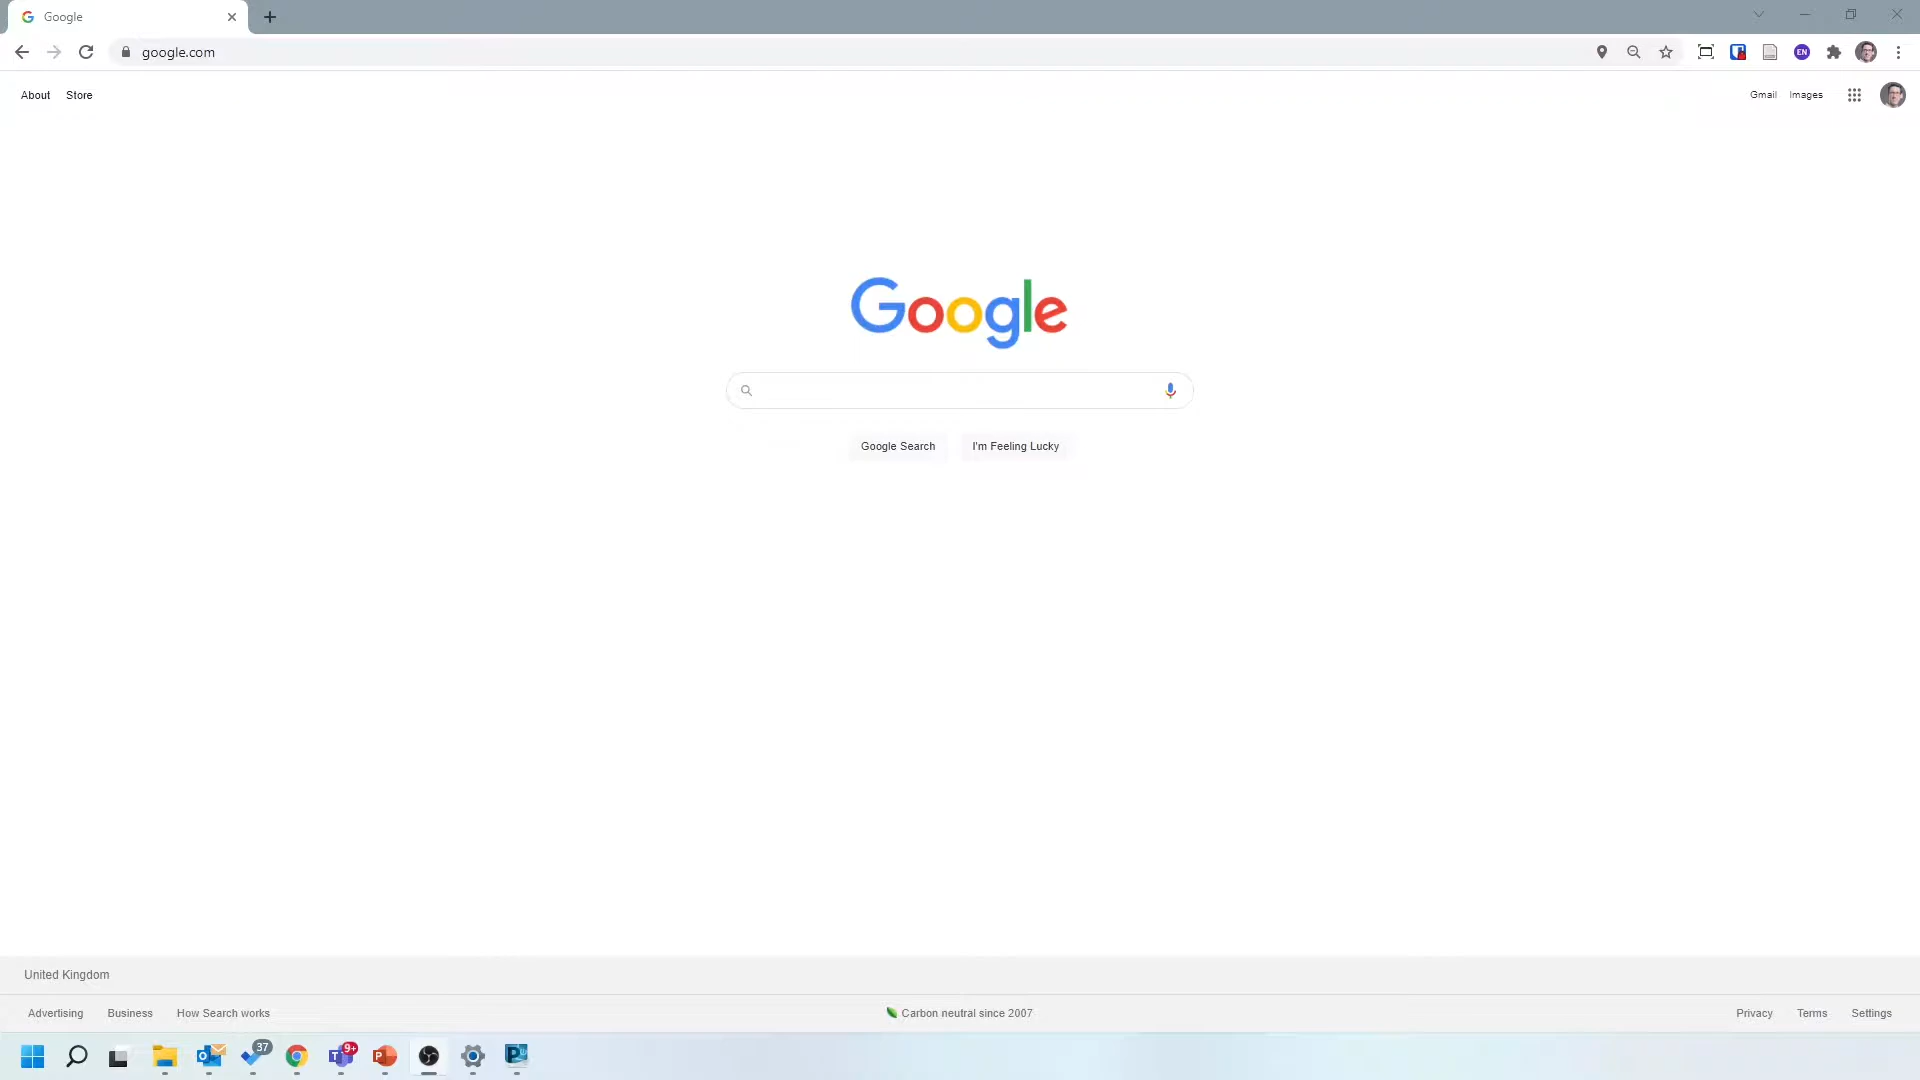 Google
google.com
EN
About Store
Gmail Images
Google
Google Search I'm Feeling Lucky
United Kingdom
Advertising Business How Search works
Carbon neutral since 2007
Privacy Terms Settings
37
9+